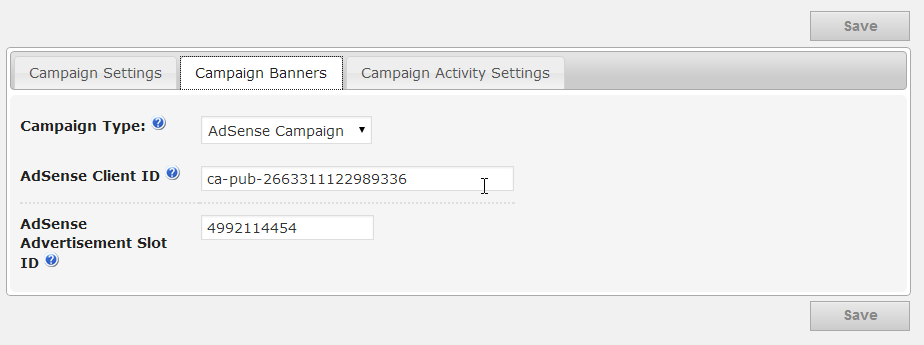 Save
Campaign Settings
Campaign Banners
Campaign Activity Settings
Campaign Type: ?
AdSense Campaign
AdSense Client ID ?
ca-pub-2663311122989336
AdSense
Advertisement Slot
ID ?
4992114454
Save